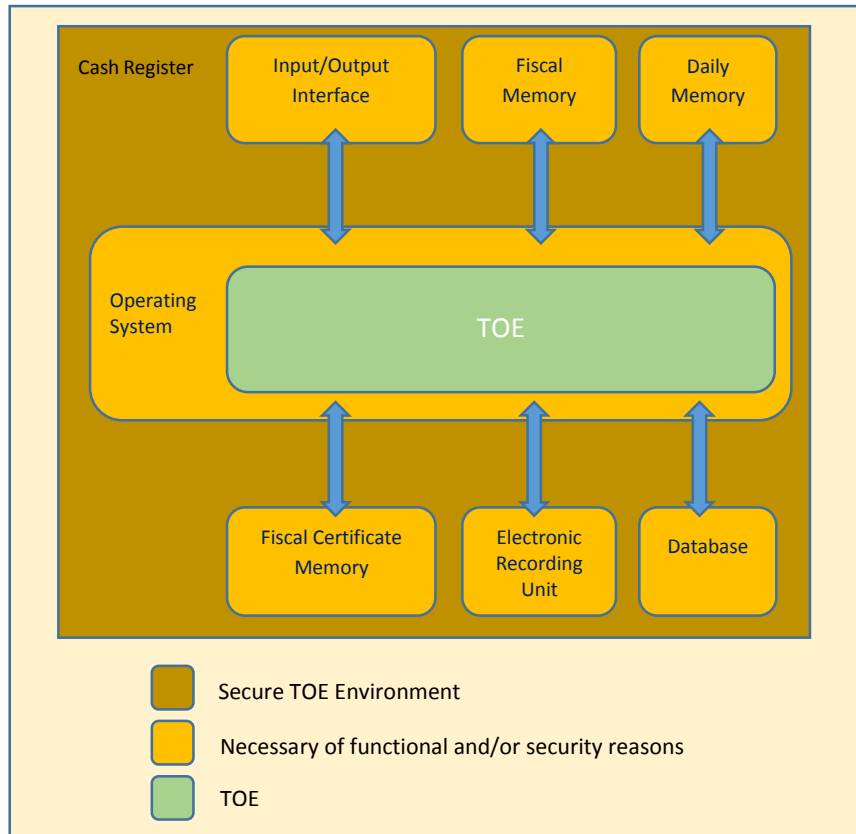 Cash Register
Input/Output
Interface
Fiscal
Memory
Daily
Memory
Operating
System
TOE
Fiscal Certificate
Memory
Electronic
Recording
Unit
Database
Secure TOE Environment
Necessary of functional and/or security reasons
TOE